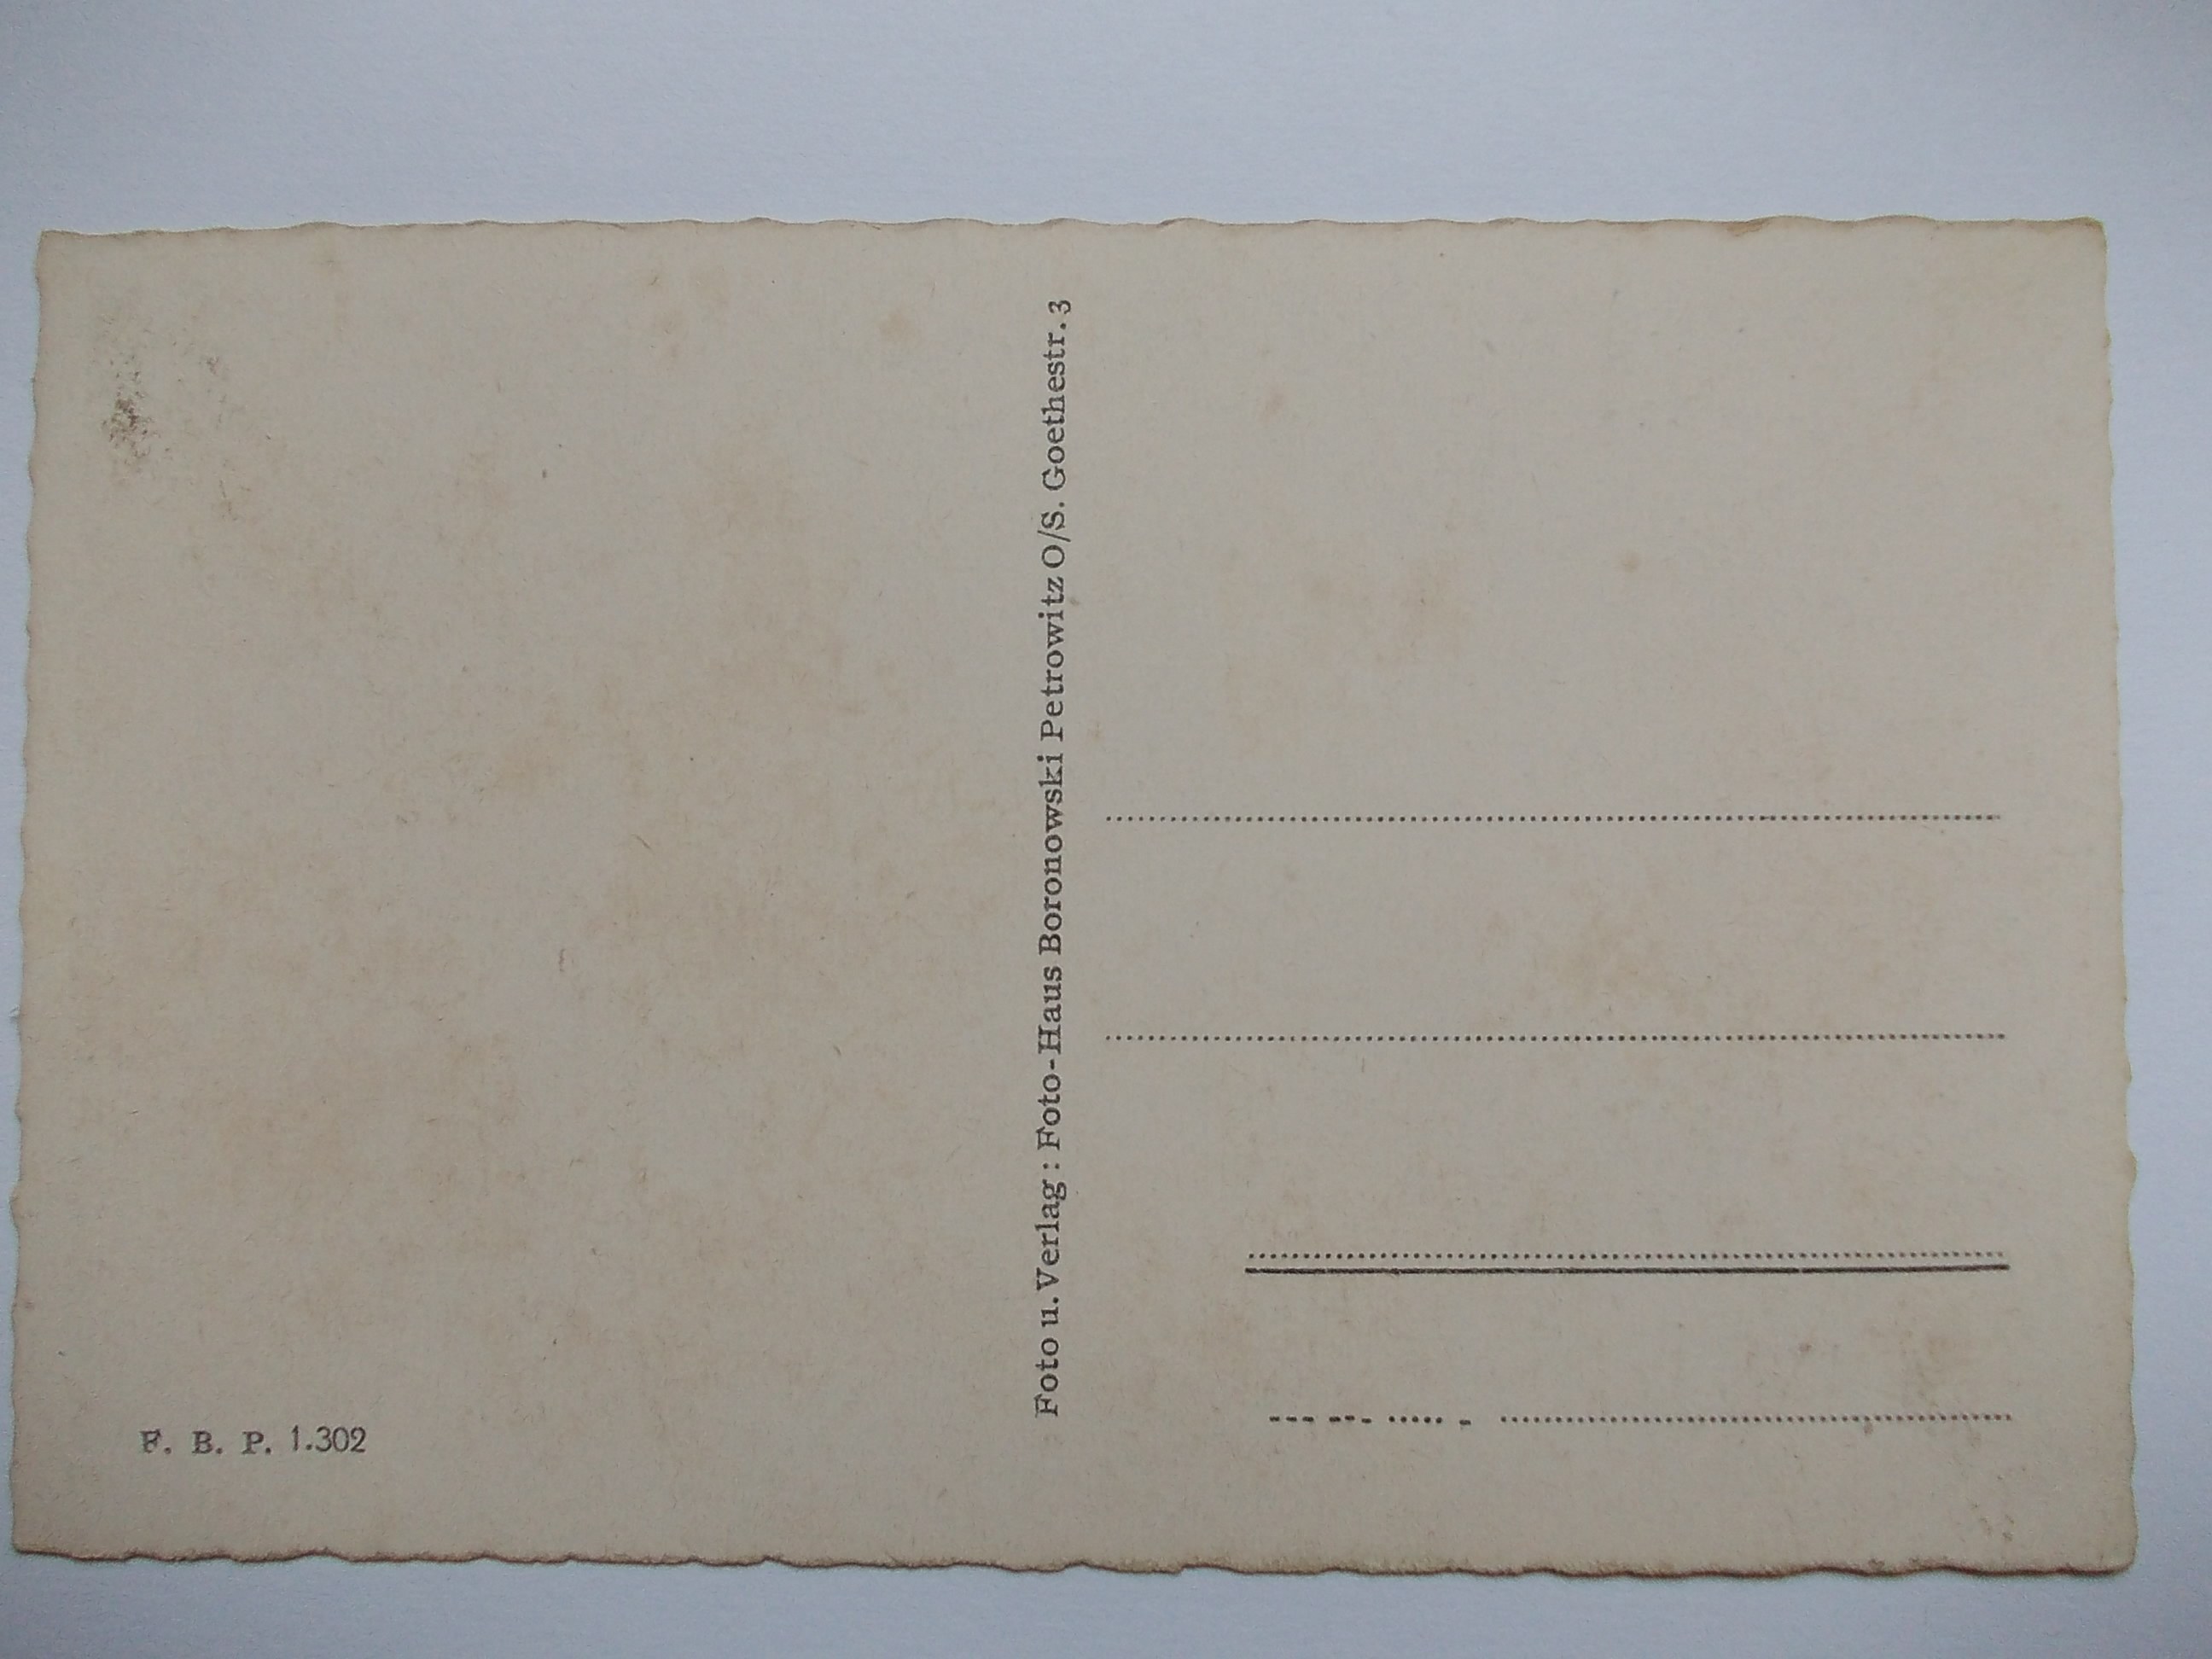 Foto u. Verlag : Foto-Haus Boronowski Petrowitz O/S. Goethestr. 3
F. B. P. 1.302